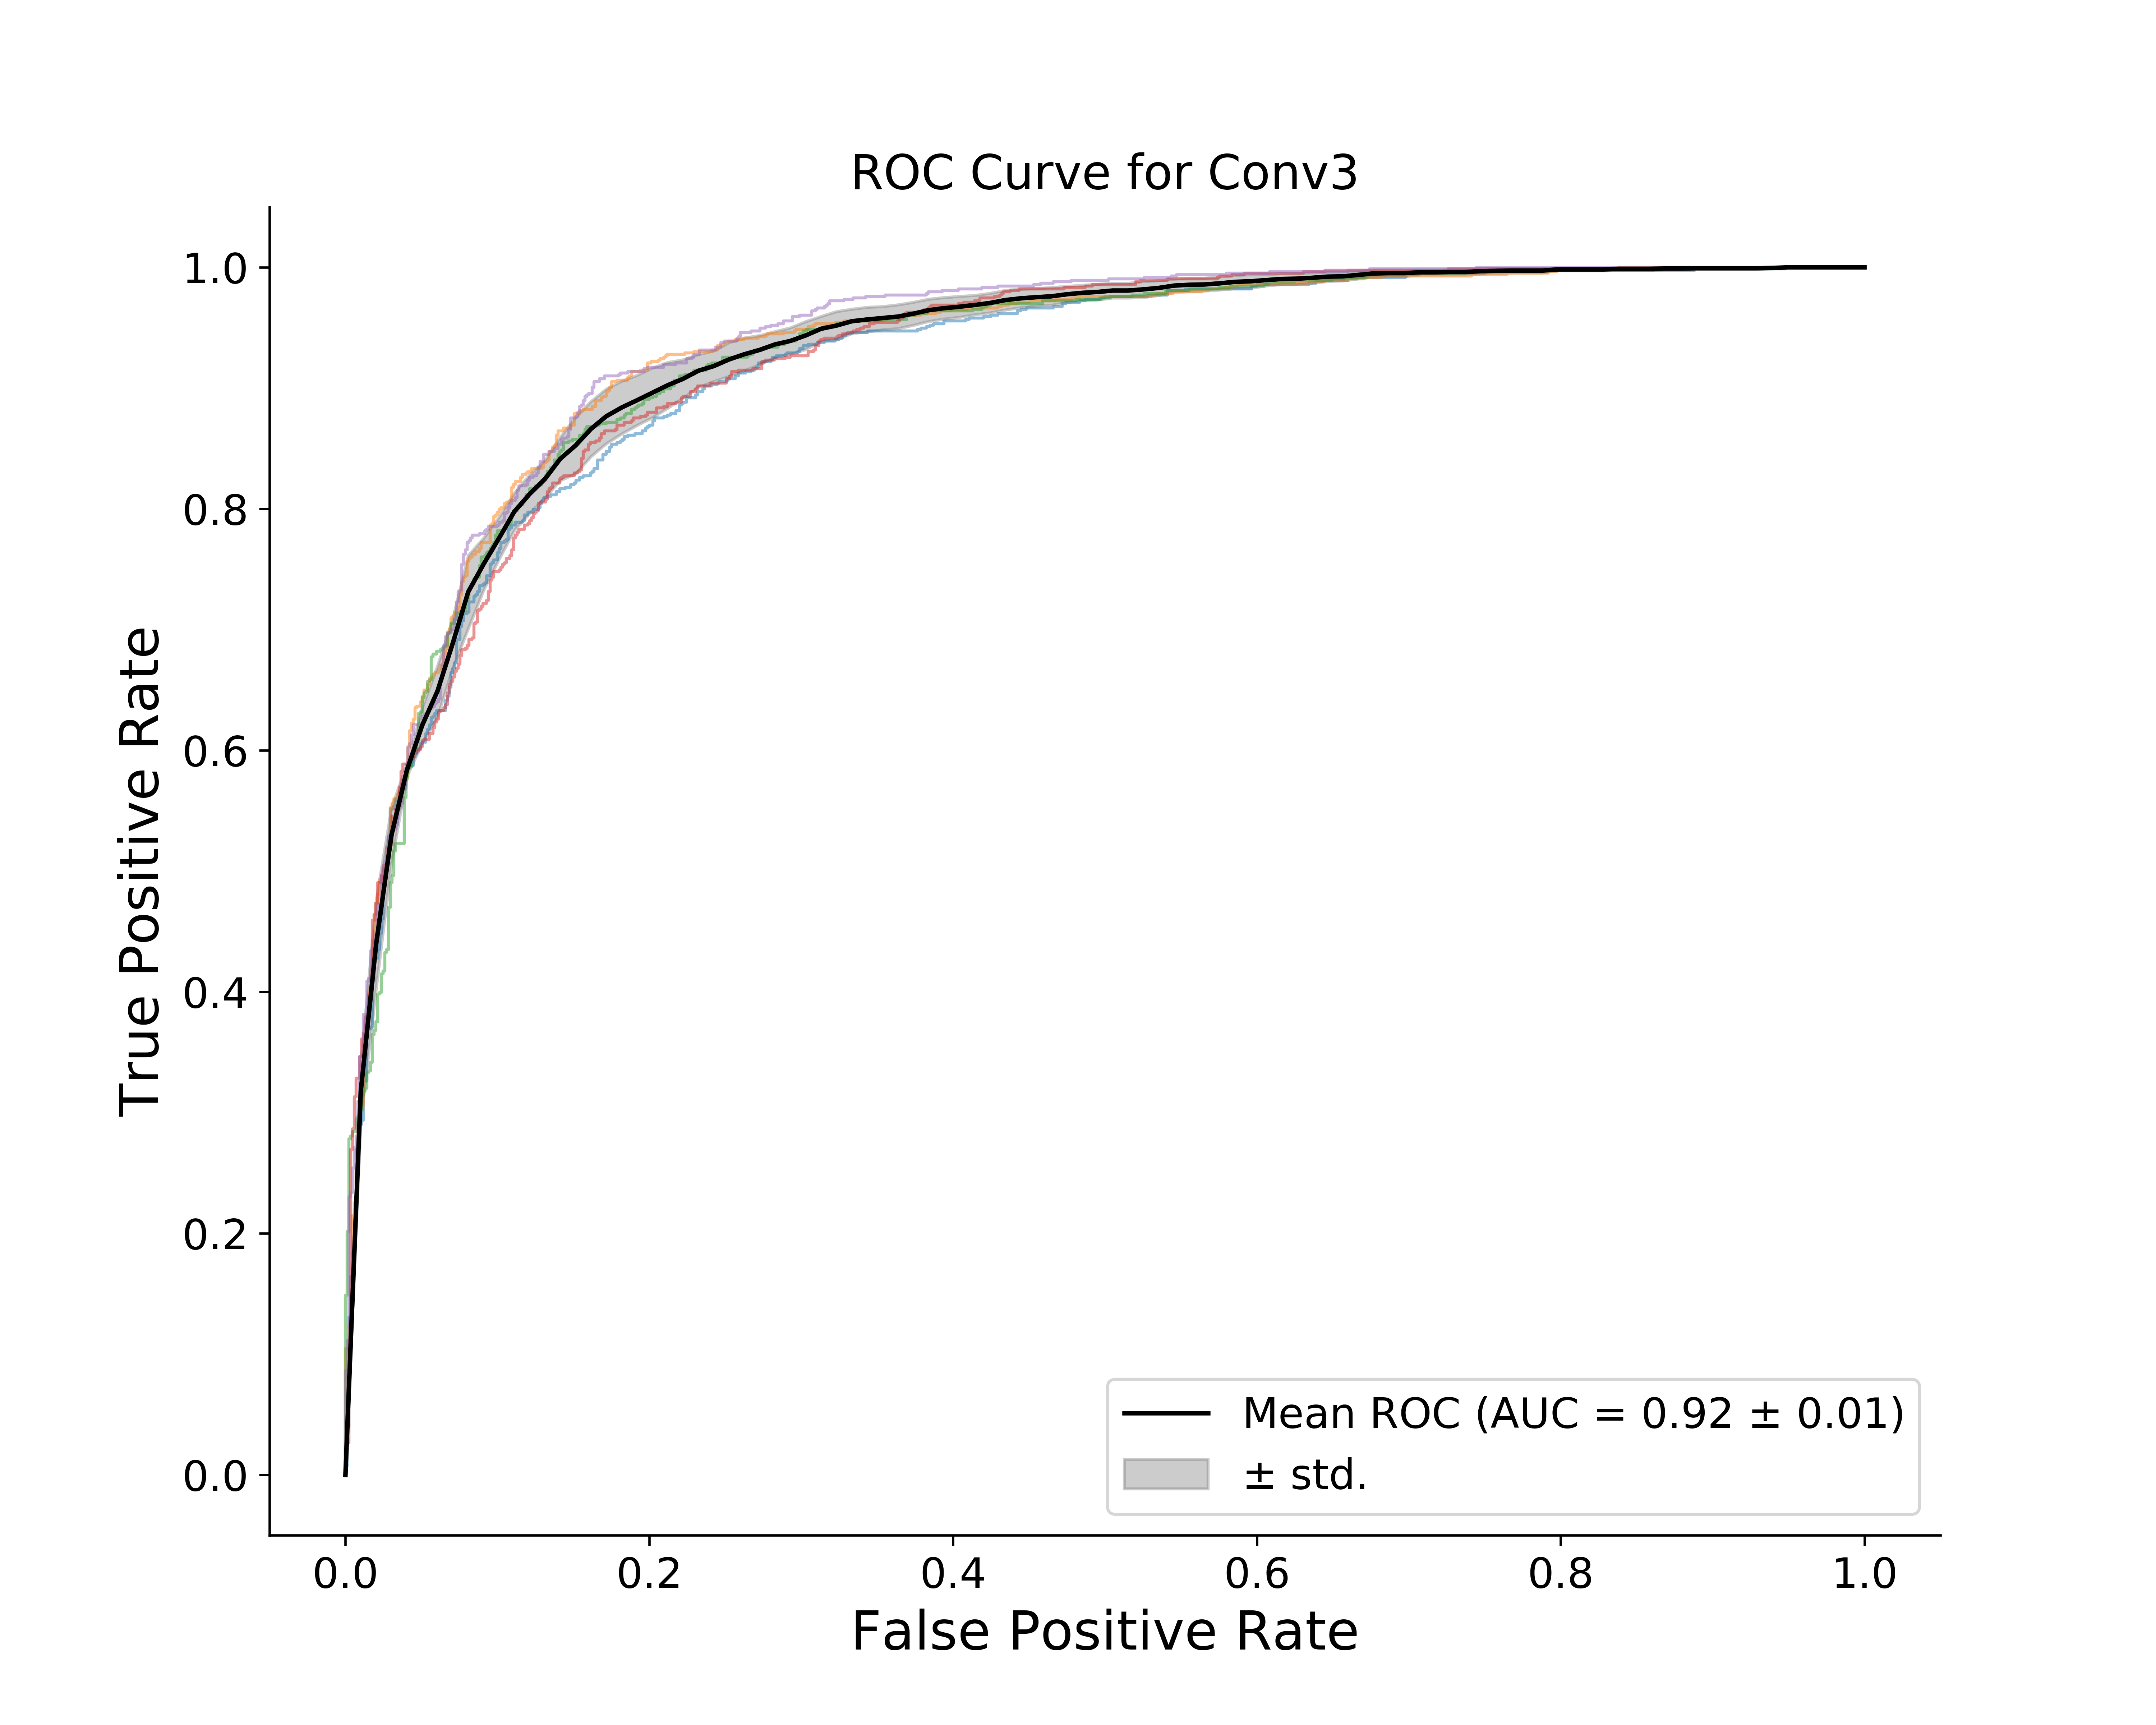 ROC Curve for Conv3
1.0
0.8
0.6
0.4
0.2
0.0
True Positive Rate
Mean ROC (AUC = 0.92 ± 0.01)
± std.
0.0 0.2 0.4 0.6 0.8 1.0
False Positive Rate